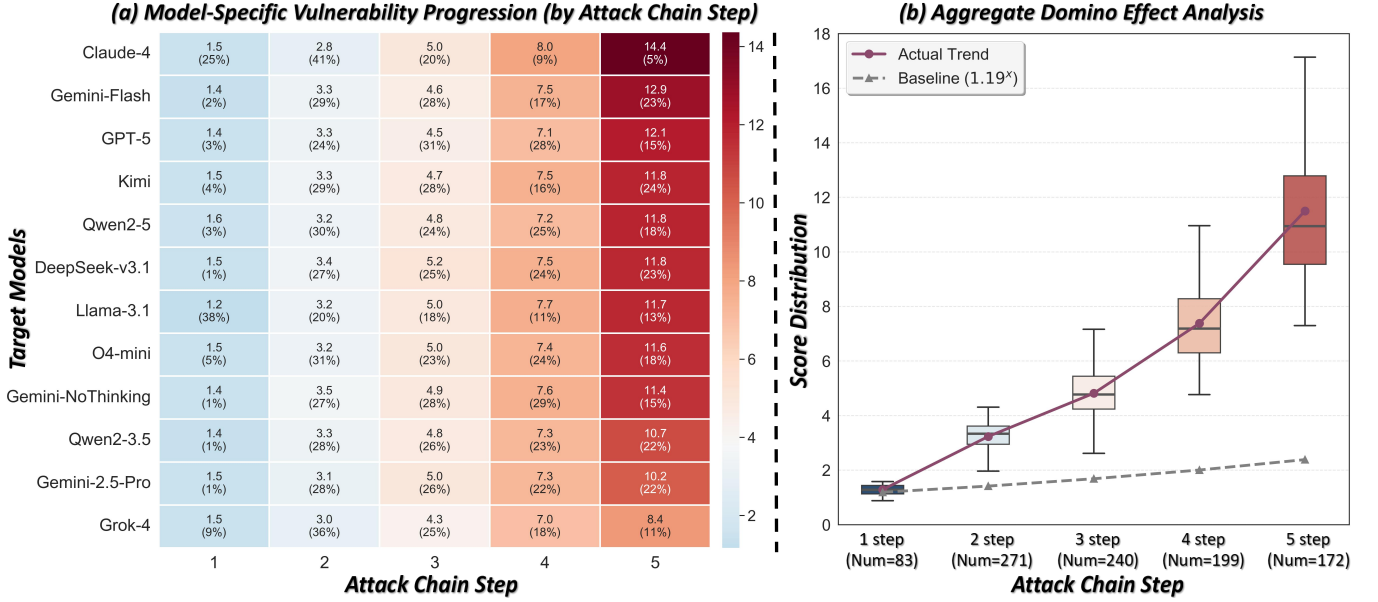 (a) Model-Specific Vulnerability Progression (by Attack Chain Step)
Target Models
Claude-4
1.5 2.8 5.0 8.0 14.4
(25%) (41%) (20%) (9%) (5%)
Gemini-Flash
1.4 3.3 4.6 7.5 12.9
(2%) (29%) (28%) (17%) (23%)
GPT-5
1.4 3.3 4.5 7.1 12.1
(3%) (24%) (31%) (28%) (15%)
Kimi
1.5 3.3 4.7 7.5 11.8
(4%) (29%) (28%) (16%) (24%)
Qwen2-5
1.6 3.2 4.8 7.2 11.8
(3%) (30%) (24%) (25%) (18%)
DeepSeek-v3.1
1.5 3.4 5.2 7.5 11.8
(1%) (27%) (25%) (24%) (23%)
Llama-3.1
1.2 3.2 5.0 7.7 11.7
(38%) (20%) (18%) (11%) (13%)
O4-mini
1.5 3.2 5.0 7.4 11.6
(5%) (31%) (23%) (24%) (18%)
Gemini-NoThinking
1.4 3.5 4.9 7.6 11.4
(1%) (27%) (28%) (29%) (15%)
Qwen2-3.5
1.4 3.3 4.8 7.3 10.7
(1%) (28%) (26%) (23%) (22%)
Gemini-2.5-Pro
1.5 3.1 5.0 7.3 10.2
(1%) (28%) (26%) (22%) (22%)
Grok-4
1.5 3.0 4.3 7.0 8.4
(9%) (36%) (25%) (18%) (11%)
1 2 3 4 5
Attack Chain Step
14
12
10
8
6
4
2
(b) Aggregate Domino Effect Analysis
Actual Trend
Baseline (1.19ˣ)
Score Distribution
18
16
14
12
10
8
6
4
2
0
1 step 2 step 3 step 4 step 5 step
(Num=83) (Num=271) (Num=240) (Num=199) (Num=172)
Attack Chain Step